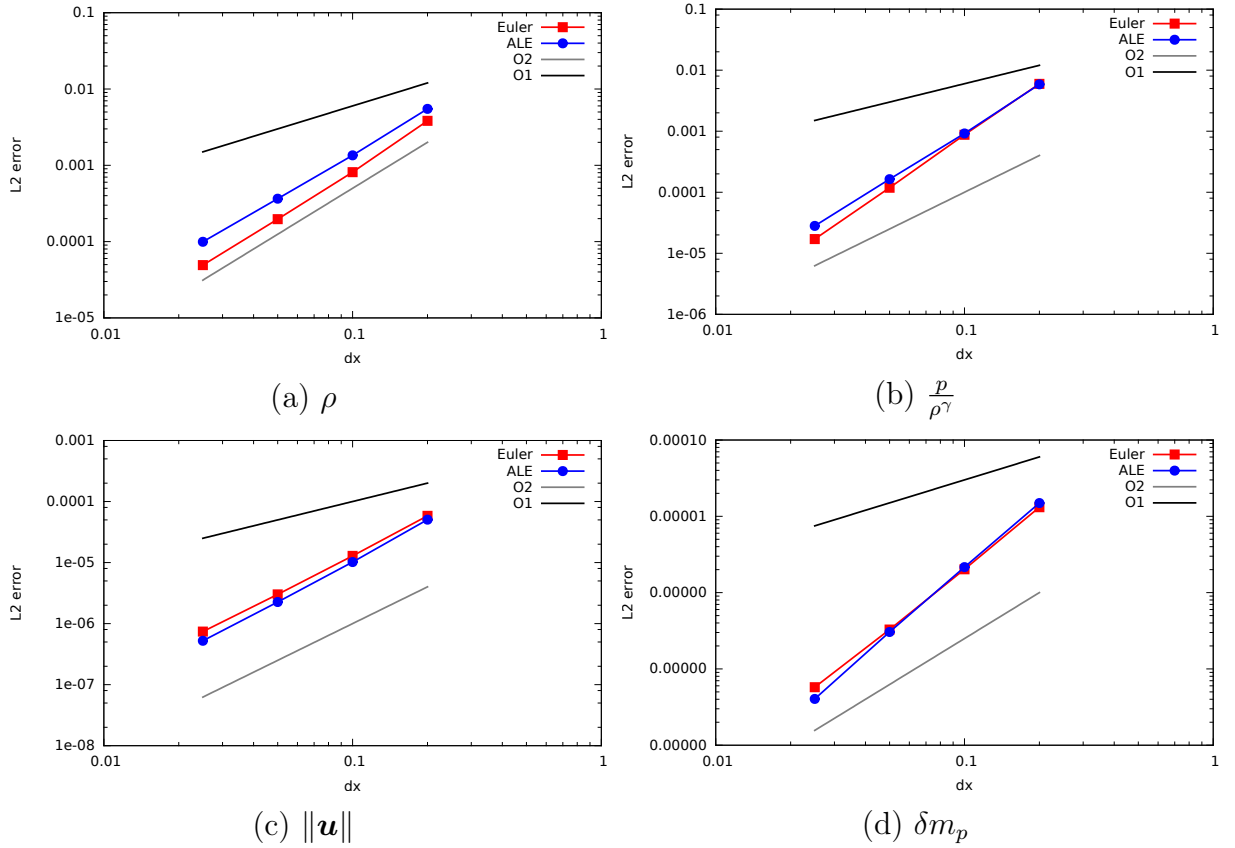 0.1
0.01
0.001
0.0001
1e-05
0.01
0.1
1
L2 error
dx
Euler
ALE
O2
O1
(a) ρ
0.1
0.01
0.001
0.0001
1e-05
1e-06
0.01
0.1
1
L2 error
dx
Euler
ALE
O2
O1
(b) p/ρ^γ
0.001
0.0001
1e-05
1e-06
1e-07
1e-08
0.01
0.1
1
L2 error
dx
Euler
ALE
O2
O1
(c) ‖u‖
0.00010
0.00001
0.00000
0.00000
0.00000
0.01
0.1
1
L2 error
dx
Euler
ALE
O2
O1
(d) δm_p